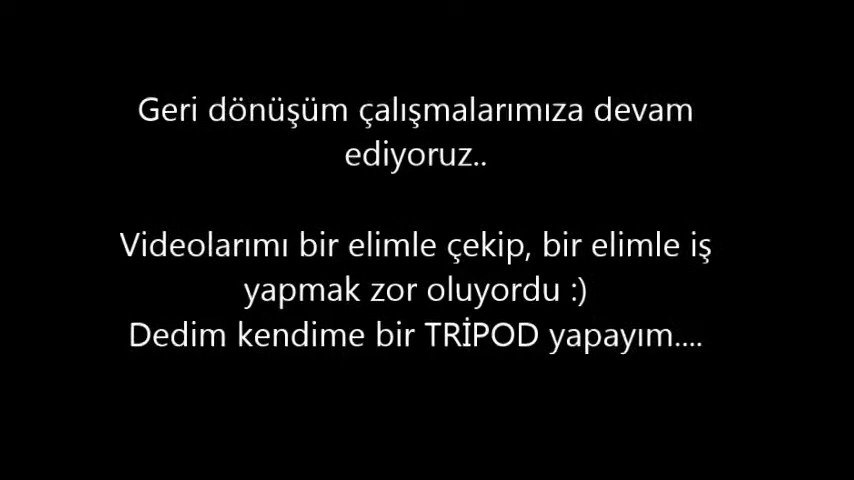 Geri dönüşüm çalışmalarımıza devam
ediyoruz..
Videolarımı bir elimle çekip, bir elimle iş
yapmak zor oluyordu :)
Dedim kendime bir TRİPOD yapayım....